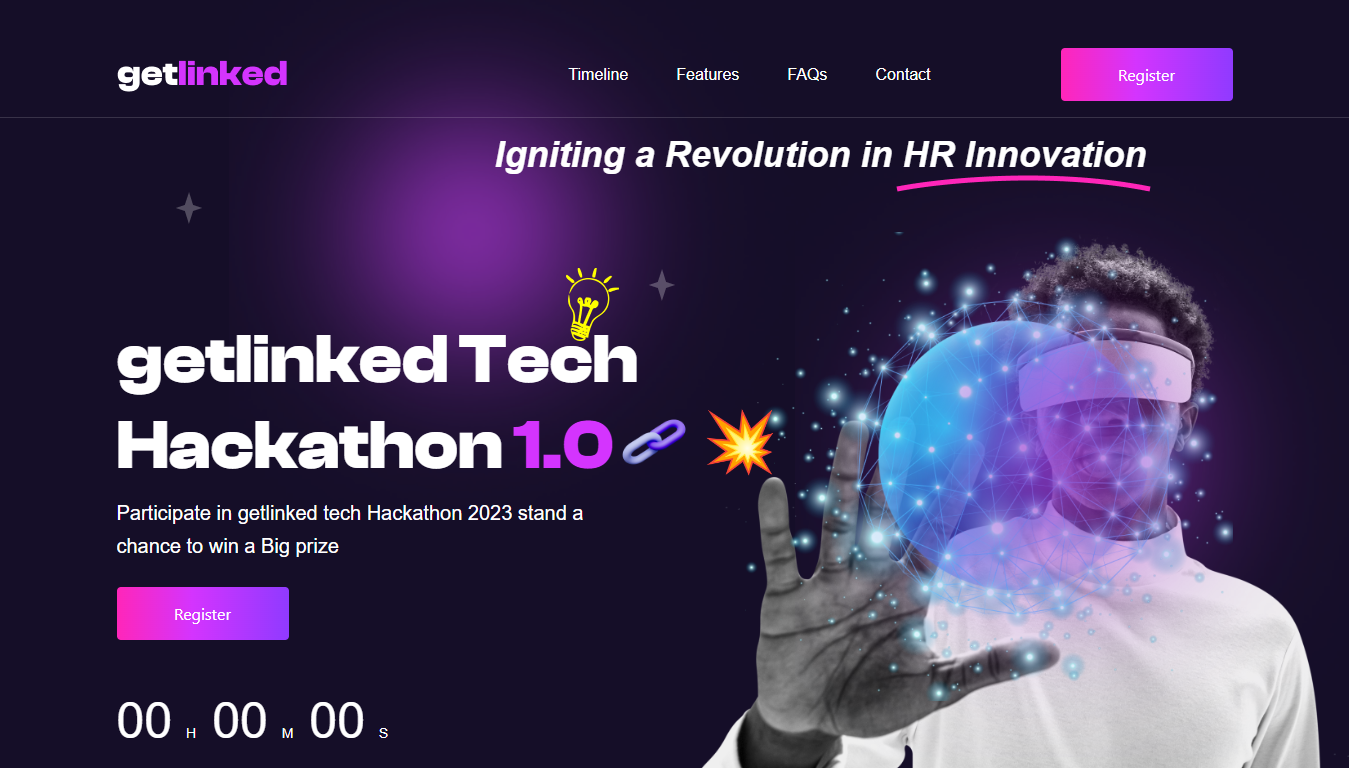 getlinked
Timeline Features FAQs Contact Register
Igniting a Revolution in HR Innovation
getlinked Tech
Hackathon 1.0
Participate in getlinked tech Hackathon 2023 stand a
chance to win a Big prize
Register
00 H 00 M 00 S